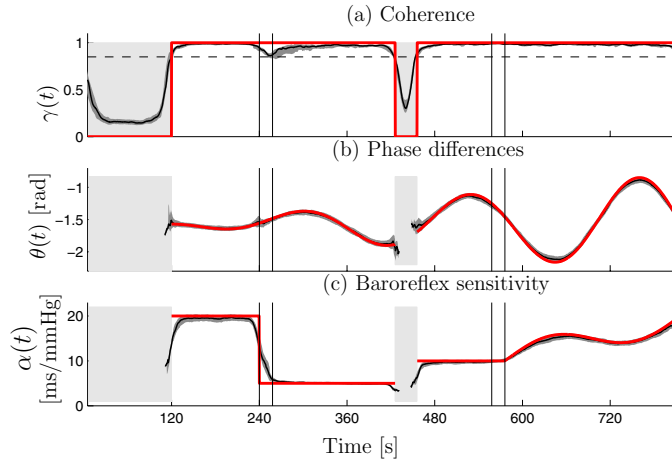 (a) Coherence
1
0.5
0
γ(t)
(b) Phase differences
−1
−1.5
−2
θ(t) [rad]
(c) Baroreflex sensitivity
20
10
0
α(t)
[ms/mmHg]
120 240 360 480 600 720
Time [s]